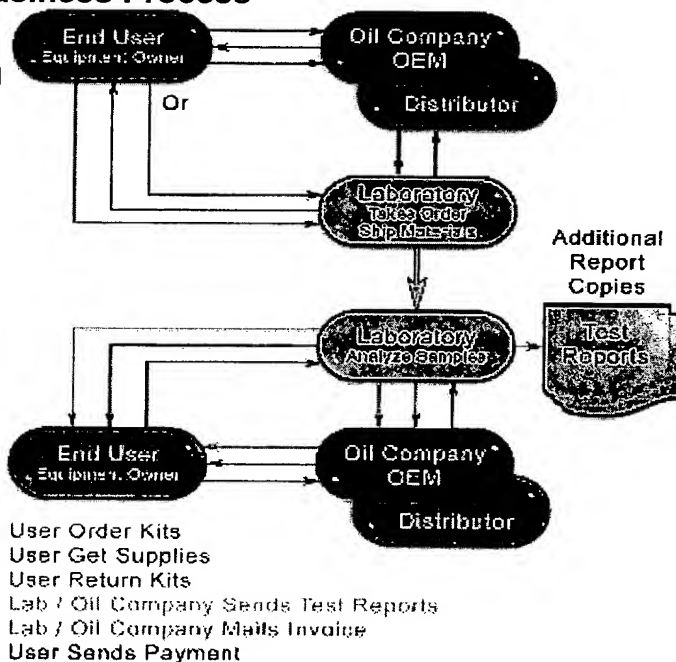 End User
Equipment Owner
Oil Company
OEM
Distributor
Or
Laboratory
Takes Order
Ship Materials
Additional
Report
Copies
Laboratory
Analyze Samples
Test
Reports
End User
Equipment Owner
Oil Company
OEM
Distributor
User Order Kits
User Get Supplies
User Return Kits
Lab / Oil Company Sends Test Reports
Lab / Oil Company Mails Invoice
User Sends Payment